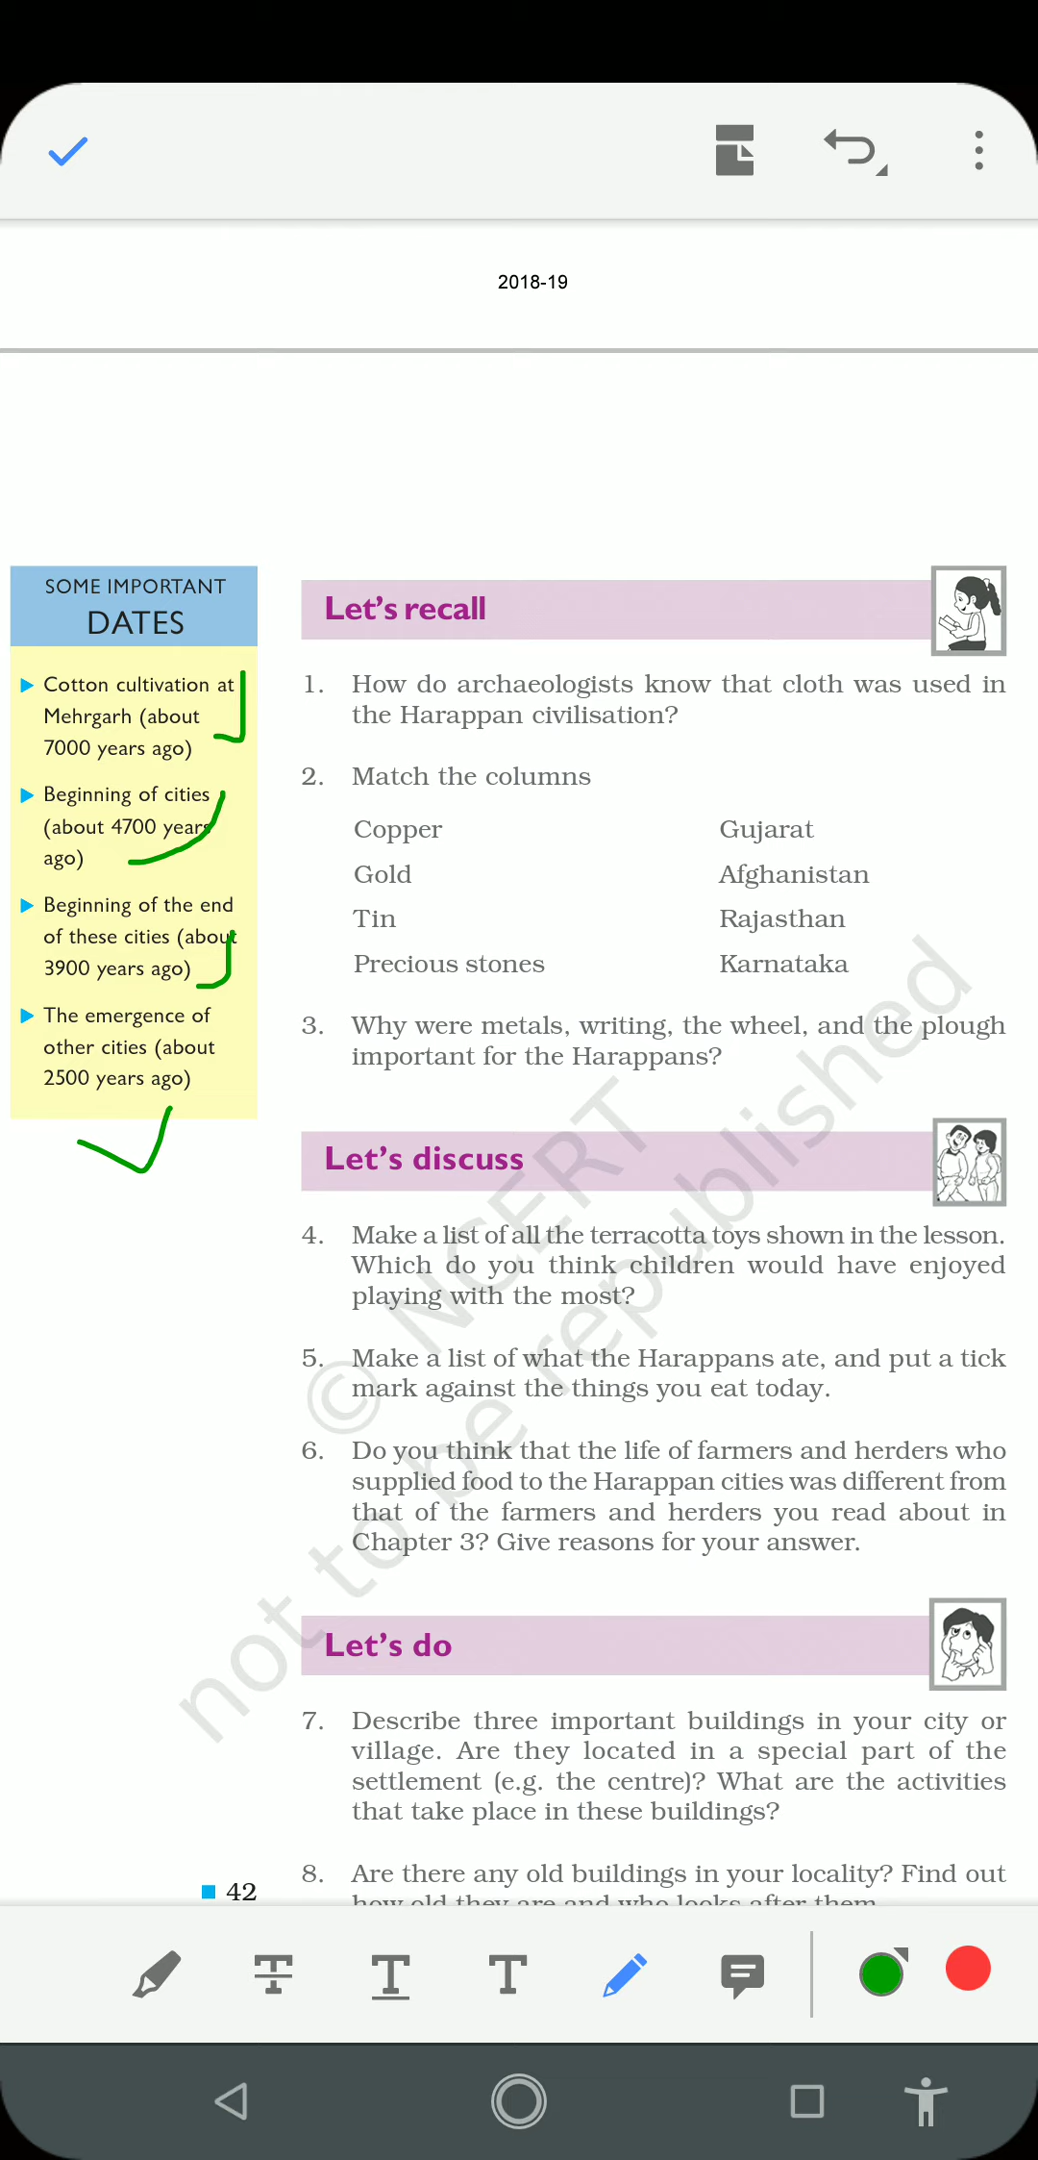 2018-19
SOME IMPORTANT
DATES
Cotton cultivation at
Mehrgarh (about
7000 years ago)
Beginning of cities
(about 4700 years
ago)
Beginning of the end
of these cities (about
3900 years ago)
The emergence of
other cities (about
2500 years ago)
Let's recall
1. How do archaeologists know that cloth was used in
the Harappan civilisation?
2. Match the columns
Copper Gujarat
Gold Afghanistan
Tin Rajasthan
Precious stones Karnataka
3. Why were metals, writing, the wheel, and the plough
important for the Harappans?
Let's discuss
4. Make a list of all the terracotta toys shown in the lesson.
Which do you think children would have enjoyed
playing with the most?
5. Make a list of what the Harappans ate, and put a tick
mark against the things you eat today.
6. Do you think that the life of farmers and herders who
supplied food to the Harappan cities was different from
that of the farmers and herders you read about in
Chapter 3? Give reasons for your answer.
Let's do
7. Describe three important buildings in your city or
village. Are they located in a special part of the
settlement (e.g. the centre)? What are the activities
that take place in these buildings?
8. Are there any old buildings in your locality? Find out
how old they are and who looks after them.
42
© NCERT
not to be republished